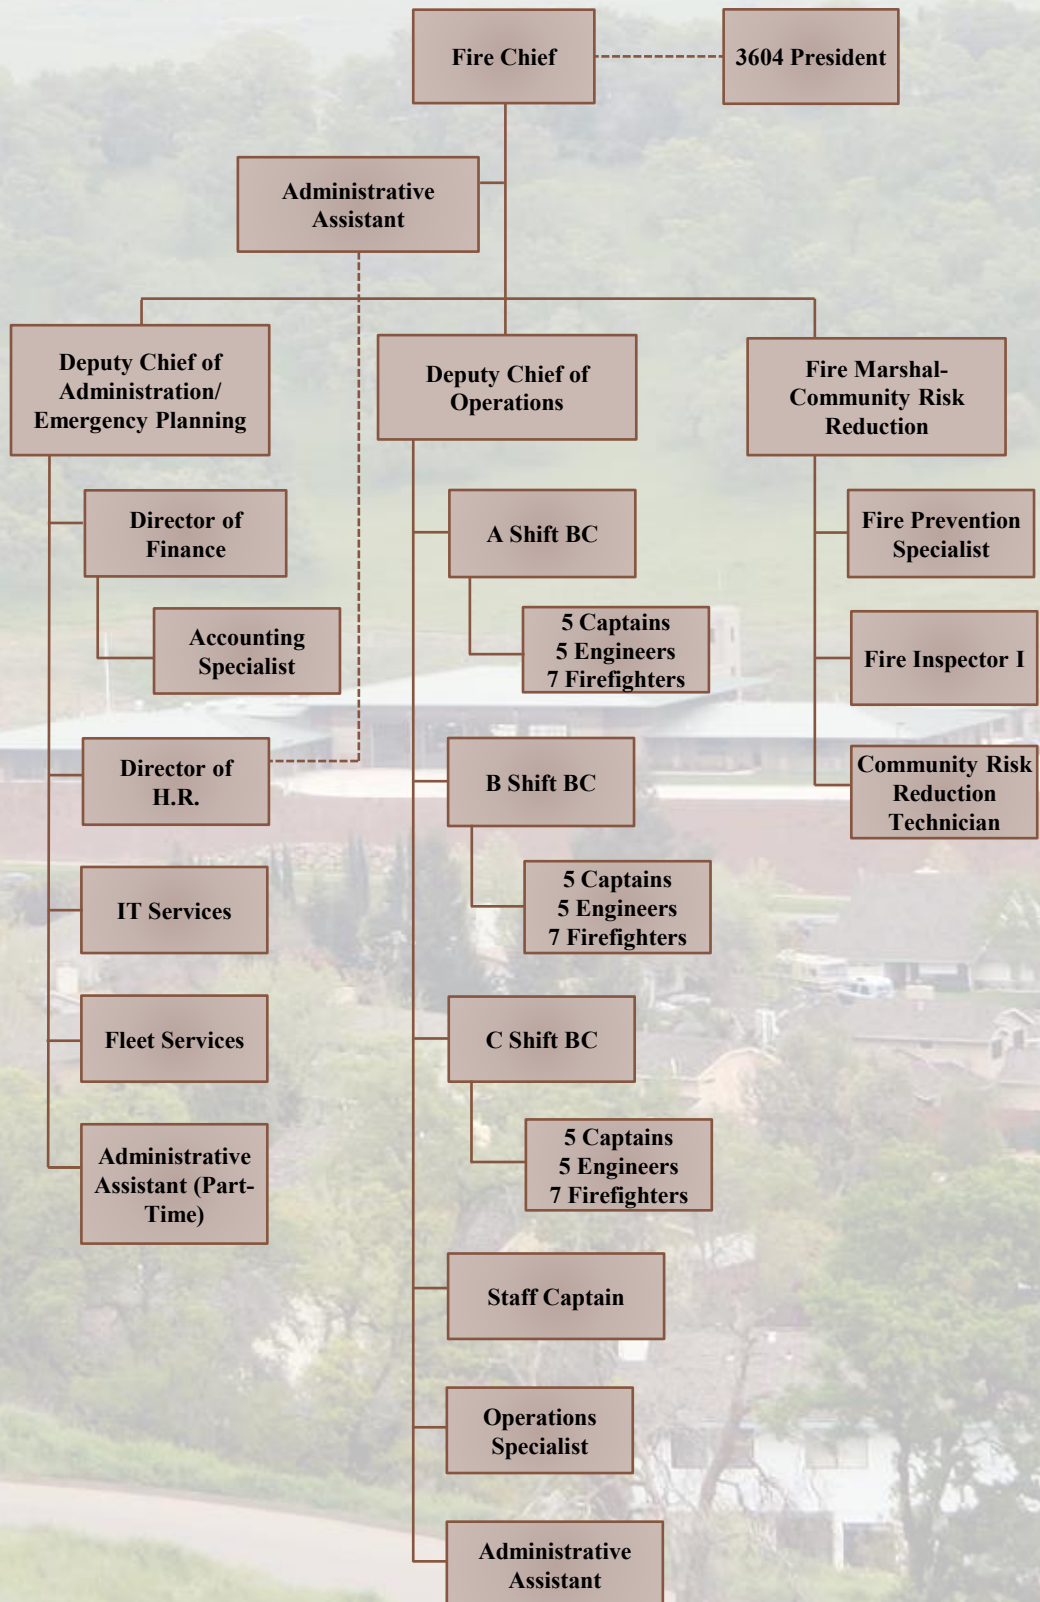 Fire Chief
3604 President
Administrative
Assistant
Deputy Chief of
Administration/
Emergency Planning
Director of
Finance
Accounting
Specialist
Director of
H.R.
IT Services
Fleet Services
Administrative
Assistant (Part-
Time)
Deputy Chief of
Operations
A Shift BC
5 Captains
5 Engineers
7 Firefighters
B Shift BC
5 Captains
5 Engineers
7 Firefighters
C Shift BC
5 Captains
5 Engineers
7 Firefighters
Staff Captain
Operations
Specialist
Administrative
Assistant
Fire Marshal-
Community Risk
Reduction
Fire Prevention
Specialist
Fire Inspector I
Community Risk
Reduction
Technician